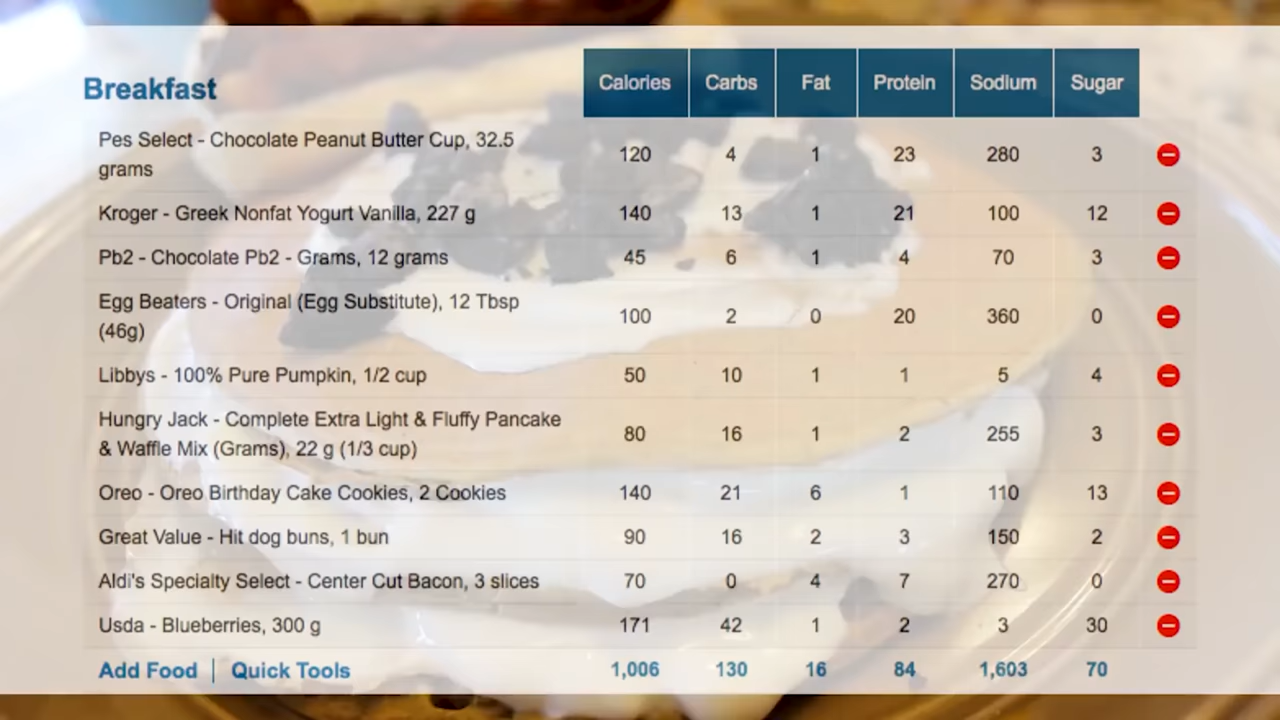 Breakfast Calories Carbs Fat Protein Sodium Sugar
Pes Select - Chocolate Peanut Butter Cup, 32.5
grams 120 4 1 23 280 3
Kroger - Greek Nonfat Yogurt Vanilla, 227 g 140 13 1 21 100 12
Pb2 - Chocolate Pb2 - Grams, 12 grams 45 6 1 4 70 3
Egg Beaters - Original (Egg Substitute), 12 Tbsp
(46g) 100 2 0 20 360 0
Libbys - 100% Pure Pumpkin, 1/2 cup 50 10 1 1 5 4
Hungry Jack - Complete Extra Light & Fluffy Pancake
& Waffle Mix (Grams), 22 g (1/3 cup) 80 16 1 2 255 3
Oreo - Oreo Birthday Cake Cookies, 2 Cookies 140 21 6 1 110 13
Great Value - Hit dog buns, 1 bun 90 16 2 3 150 2
Aldi's Specialty Select - Center Cut Bacon, 3 slices 70 0 4 7 270 0
Usda - Blueberries, 300 g 171 42 1 2 3 30
Add Food | Quick Tools 1,006 130 16 84 1,603 70